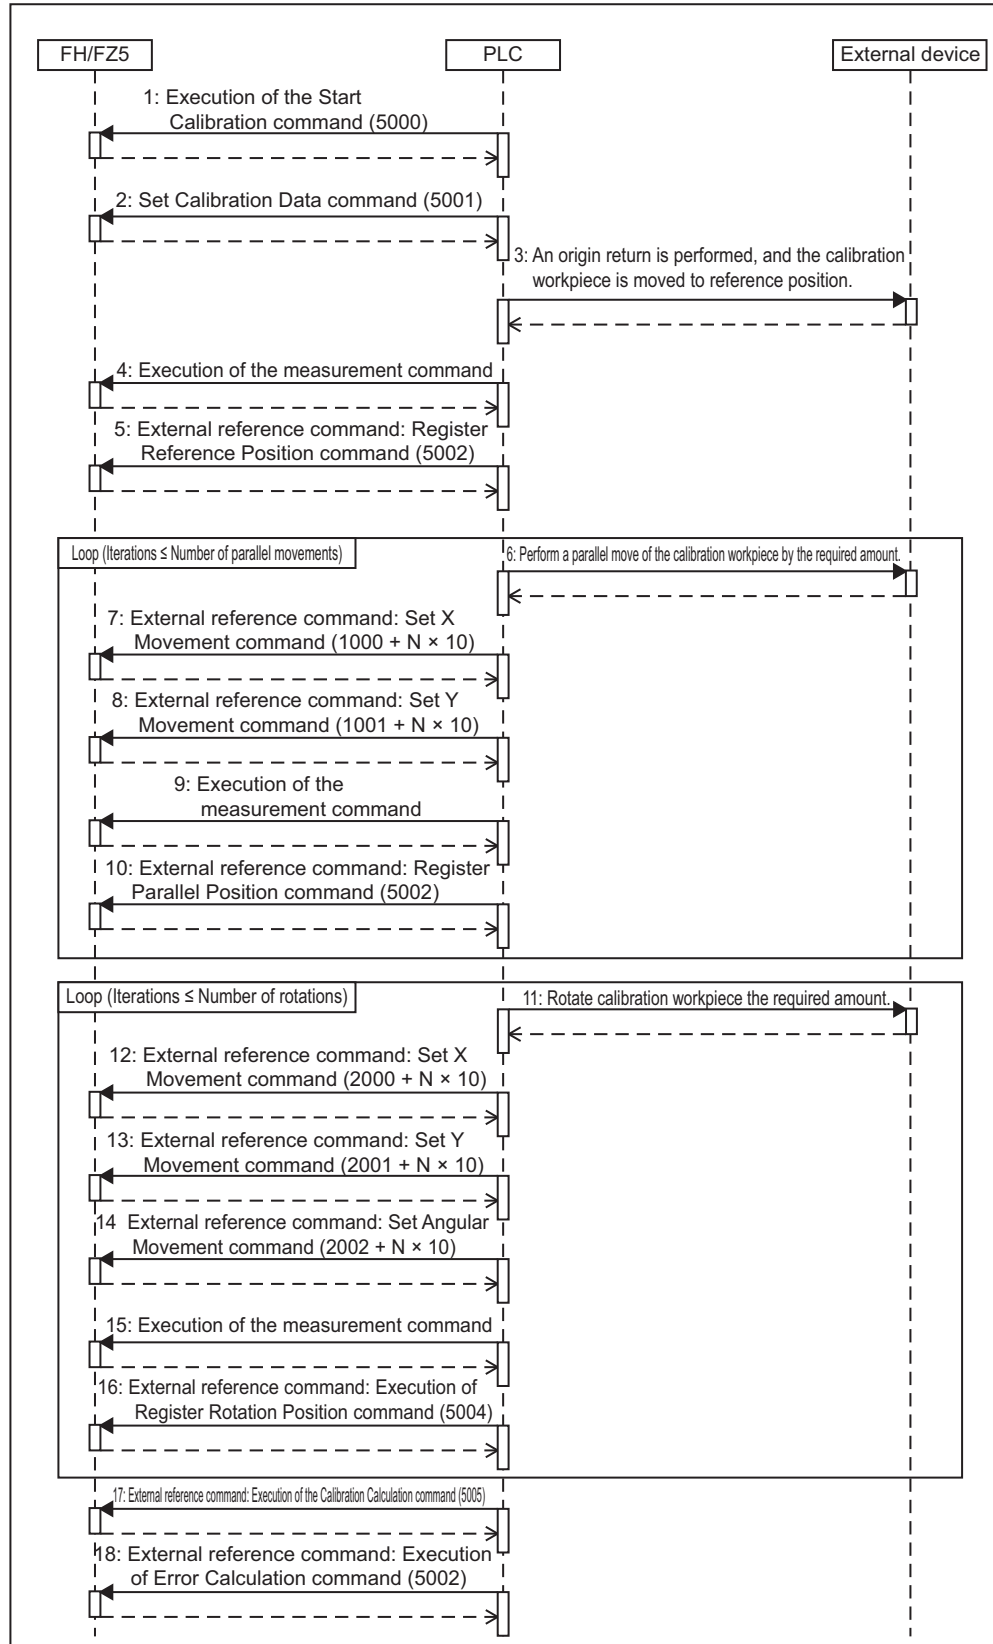 FH/FZ5
PLC
External device
1: Execution of the Start
Calibration command (5000)
2: Set Calibration Data command (5001)
3: An origin return is performed, and the calibration
workpiece is moved to reference position.
4: Execution of the measurement command
5: External reference command: Register
Reference Position command (5002)
Loop (Iterations ≤ Number of parallel movements)
6: Perform a parallel move of the calibration workpiece by the required amount.
7: External reference command: Set X
Movement command (1000 + N × 10)
8: External reference command: Set Y
Movement command (1001 + N × 10)
9: Execution of the
measurement command
10: External reference command: Register
Parallel Position command (5002)
Loop (Iterations ≤ Number of rotations)
11: Rotate calibration workpiece the required amount.
12: External reference command: Set X
Movement command (2000 + N × 10)
13: External reference command: Set Y
Movement command (2001 + N × 10)
14 External reference command: Set Angular
Movement command (2002 + N × 10)
15: Execution of the measurement command
16: External reference command: Execution of
Register Rotation Position command (5004)
17: External reference command: Execution of the Calibration Calculation command (5005)
18: External reference command: Execution
of Error Calculation command (5002)